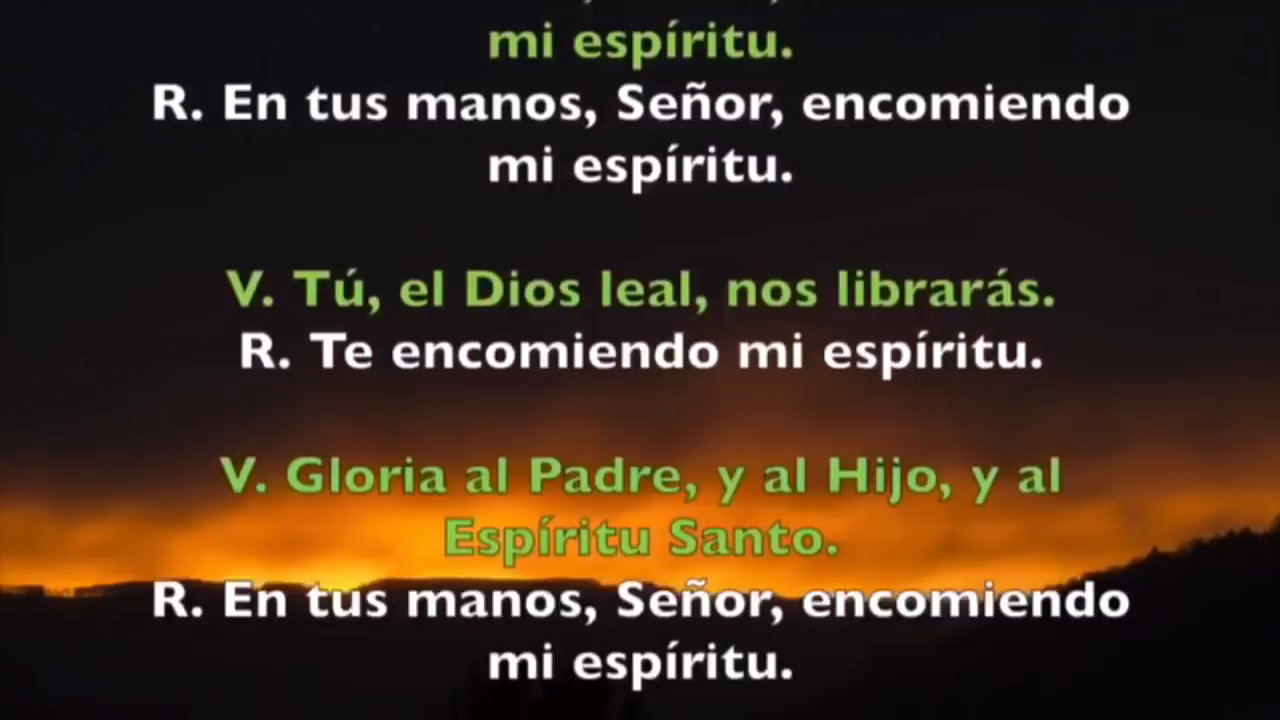 mi espíritu.
R. En tus manos, Señor, encomiendo
mi espíritu.
V. Tú, el Dios leal, nos librarás.
R. Te encomiendo mi espíritu.
V. Gloria al Padre, y al Hijo, y al
Espíritu Santo.
R. En tus manos, Señor, encomiendo
mi espíritu.